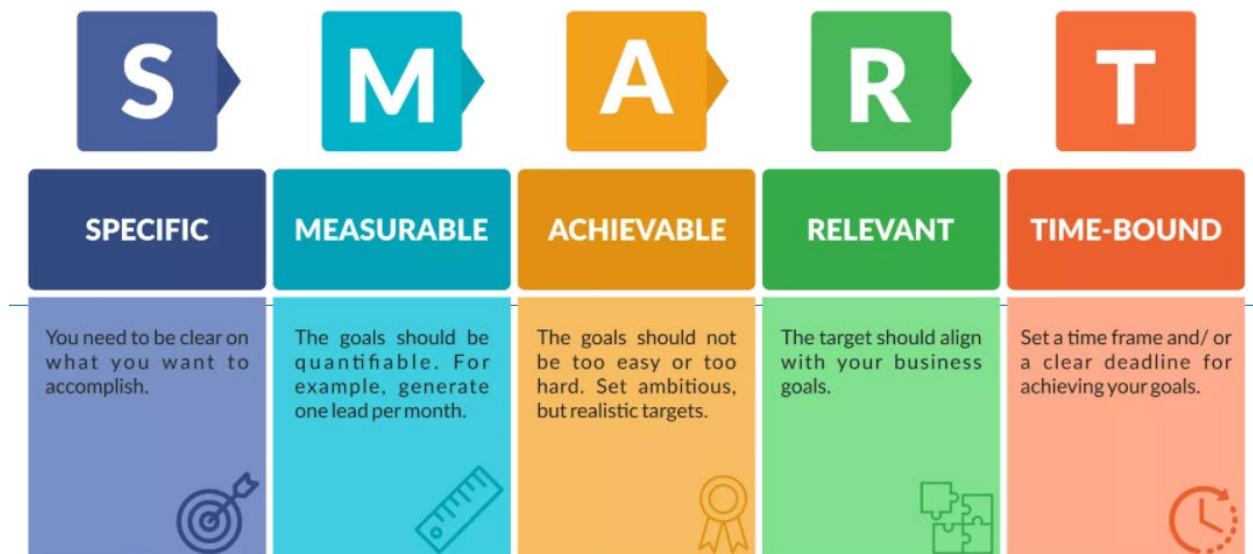 S
M
A
R
T
SPECIFIC
MEASURABLE
ACHIEVABLE
RELEVANT
TIME-BOUND
You need to be clear on
what you want to
accomplish.
The goals should be
quantifiable. For
example, generate
one lead per month.
The goals should not
be too easy or too
hard. Set ambitious,
but realistic targets.
The target should align
with your business
goals.
Set a time frame and/ or
a clear deadline for
achieving your goals.